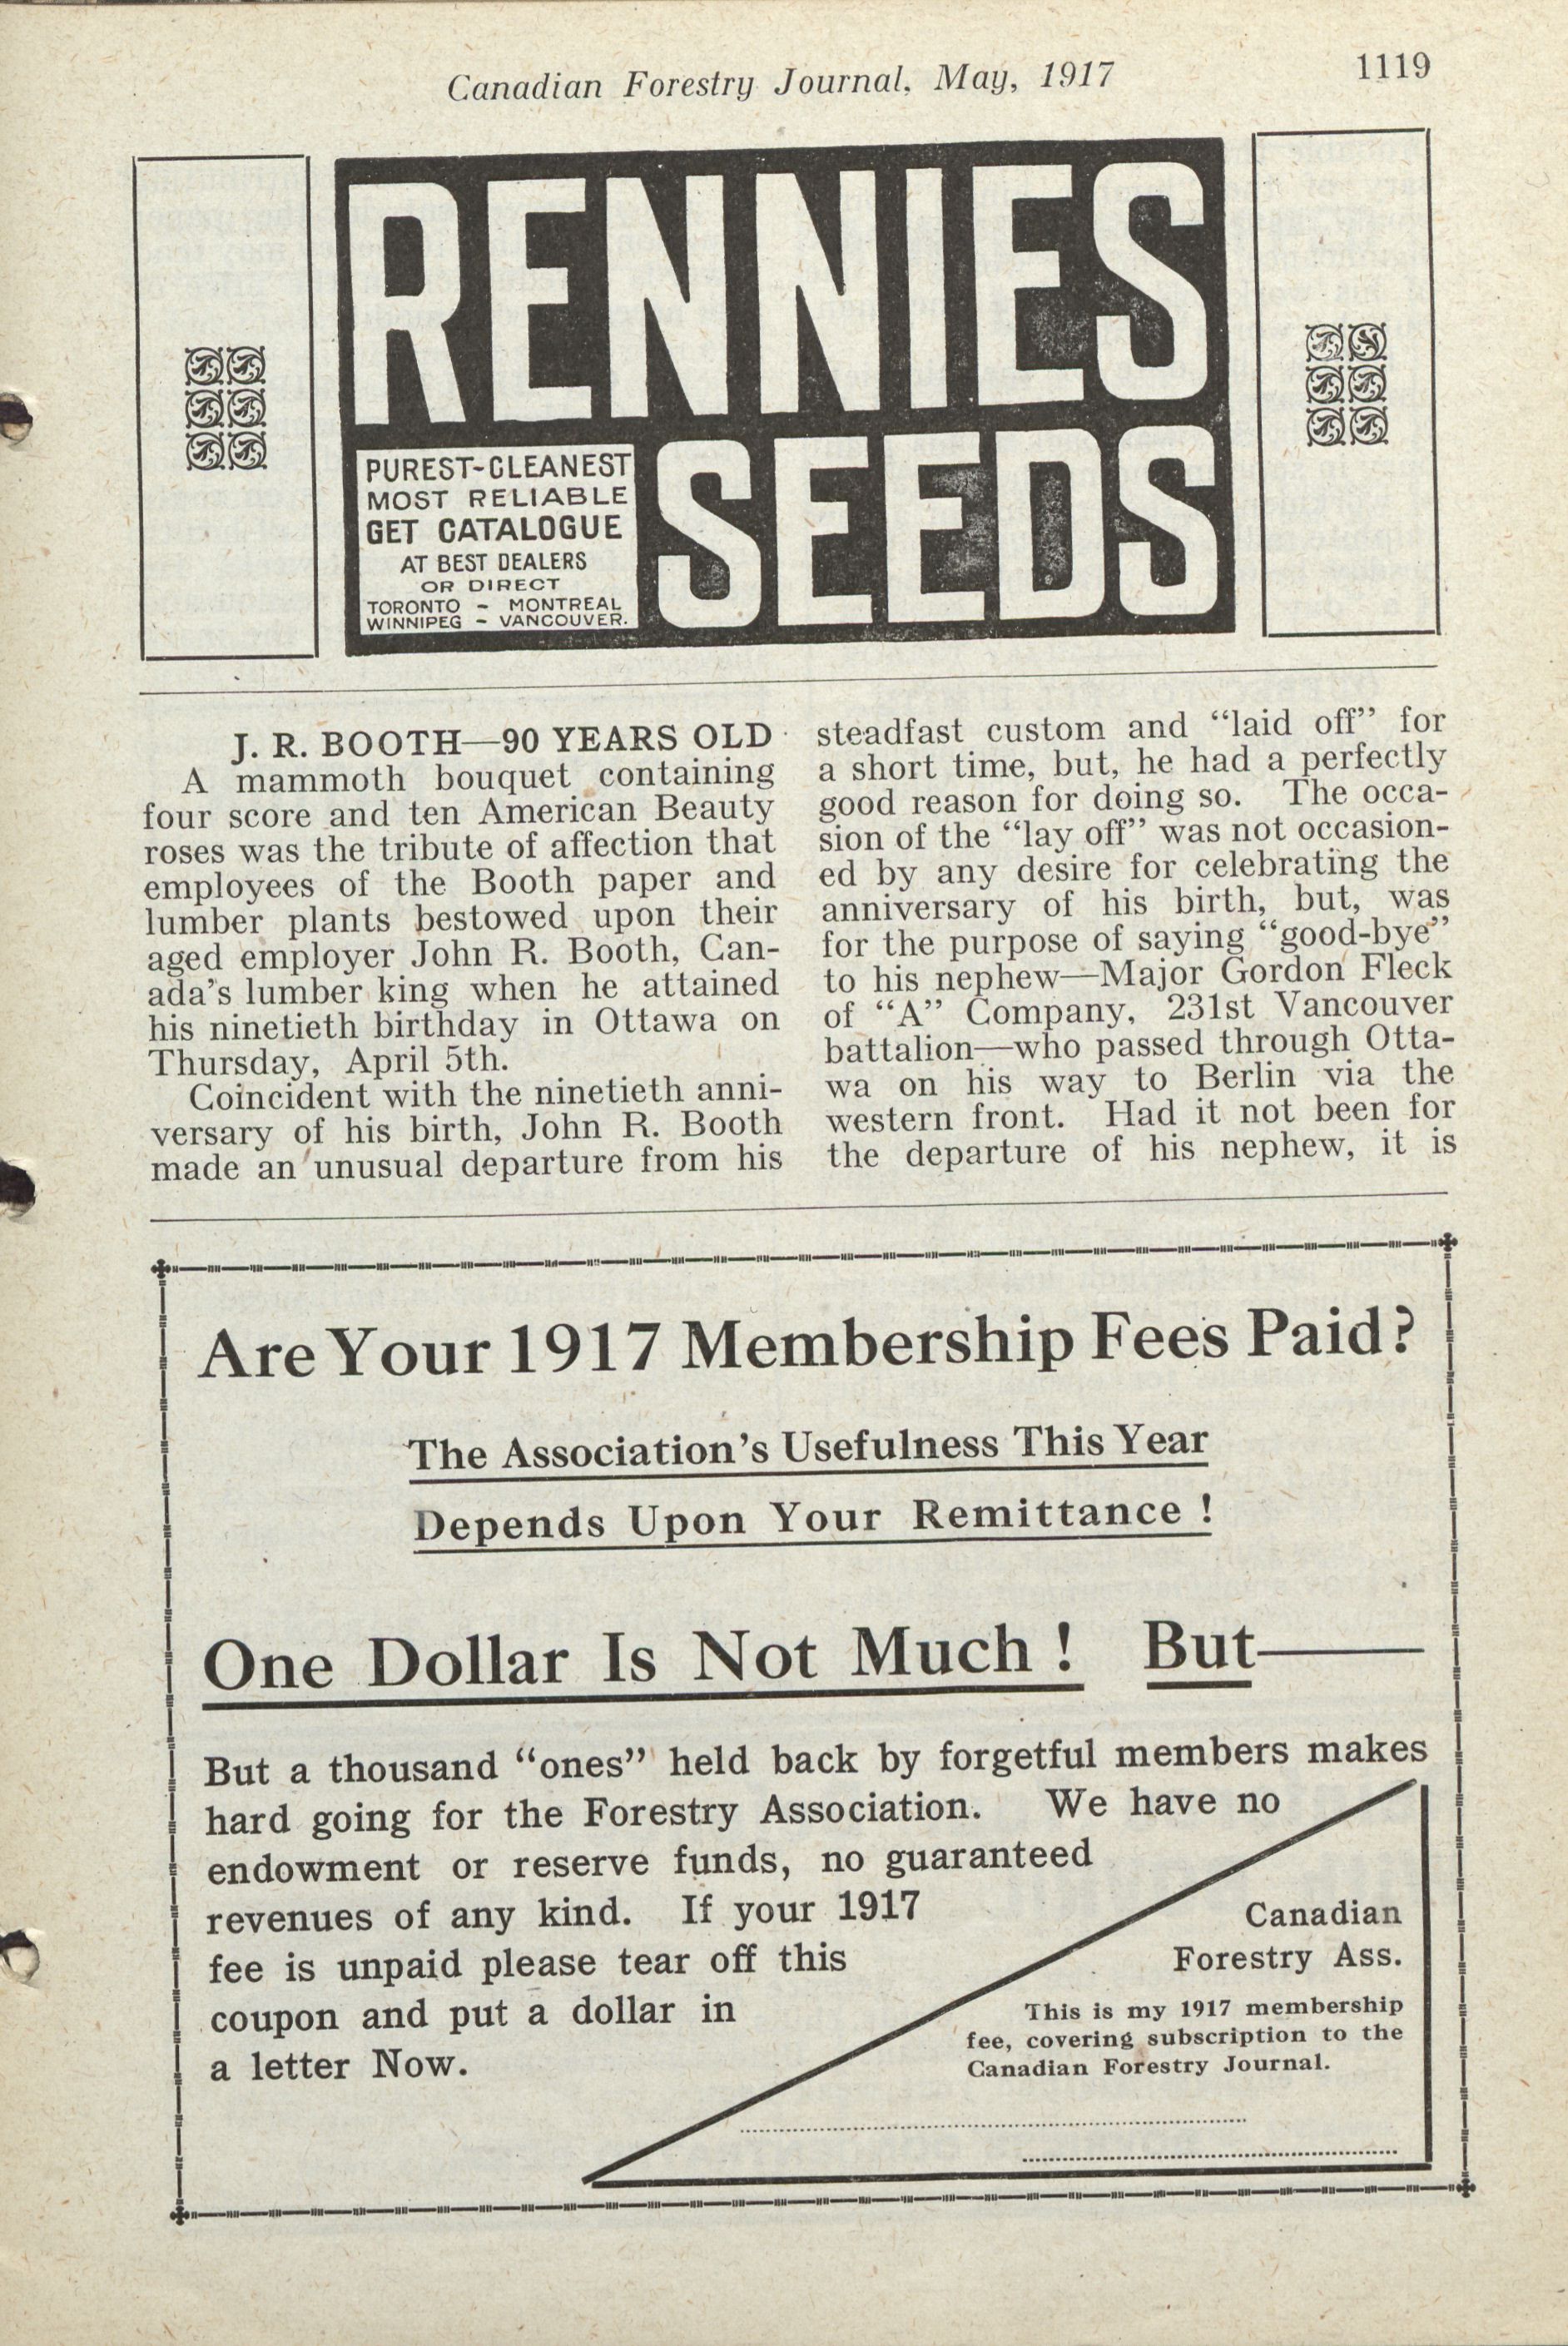 Canadian Forestry Journal, May, 1917
1119
RENNIES
SEEDS
PUREST-CLEANEST
MOST RELIABLE
GET CATALOGUE
AT BEST DEALERS
OR DIRECT
TORONTO - MONTREAL
WINNIPEG - VANCOUVER.
J. R. BOOTH—90 YEARS OLD
A mammoth bouquet containing
four score and ten American Beauty
roses was the tribute of affection that
employees of the Booth paper and
lumber plants bestowed upon their
aged employer John R. Booth, Can-
ada's lumber king when he attained
his ninetieth birthday in Ottawa on
Thursday, April 5th.
Coincident with the ninetieth anni-
versary of his birth, John R. Booth
made an unusual departure from his
steadfast custom and "laid off" for
a short time, but, he had a perfectly
good reason for doing so. The occa-
sion of the "lay off" was not occasion-
ed by any desire for celebrating the
anniversary of his birth, but, was
for the purpose of saying "good-bye"
to his nephew—Major Gordon Fleck
of "A" Company, 231st Vancouver
battalion—who passed through Otta-
wa on his way to Berlin via the
western front. Had it not been for
the departure of his nephew, it is
Are Your 1917 Membership Fees Paid?
The Association's Usefulness This Year
Depends Upon Your Remittance !
One Dollar Is Not Much ! But——
But a thousand "ones" held back by forgetful members makes
hard going for the Forestry Association. We have no
endowment or reserve funds, no guaranteed
revenues of any kind. If your 1917
fee is unpaid please tear off this
coupon and put a dollar in
a letter Now.
Canadian
Forestry Ass.
This is my 1917 membership
fee, covering subscription to the
Canadian Forestry Journal.